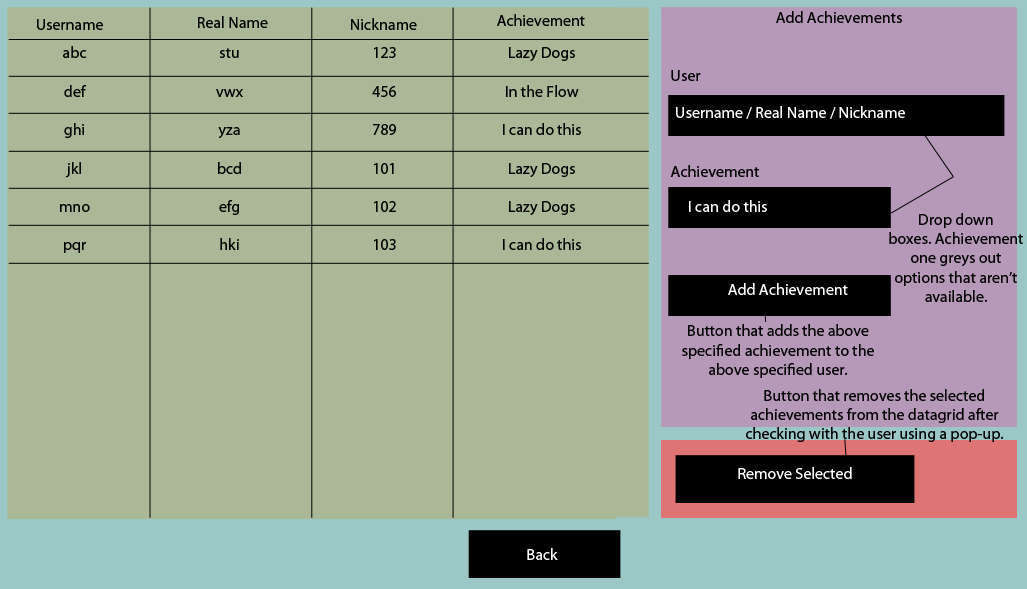 Username Real Name Nickname Achievement
abc stu 123 Lazy Dogs
def vwx 456 In the Flow
ghi yza 789 I can do this
jkl bcd 101 Lazy Dogs
mno efg 102 Lazy Dogs
pqr hki 103 I can do this
Add Achievements
User
Username / Real Name / Nickname
Achievement
I can do this
Drop down
boxes. Achievement
one greys out
options that aren't
available.
Add Achievement
Button that adds the above
specified achievement to the
above specified user.
Button that removes the selected
achievements from the datagrid after
checking with the user using a pop-up.
Remove Selected
Back